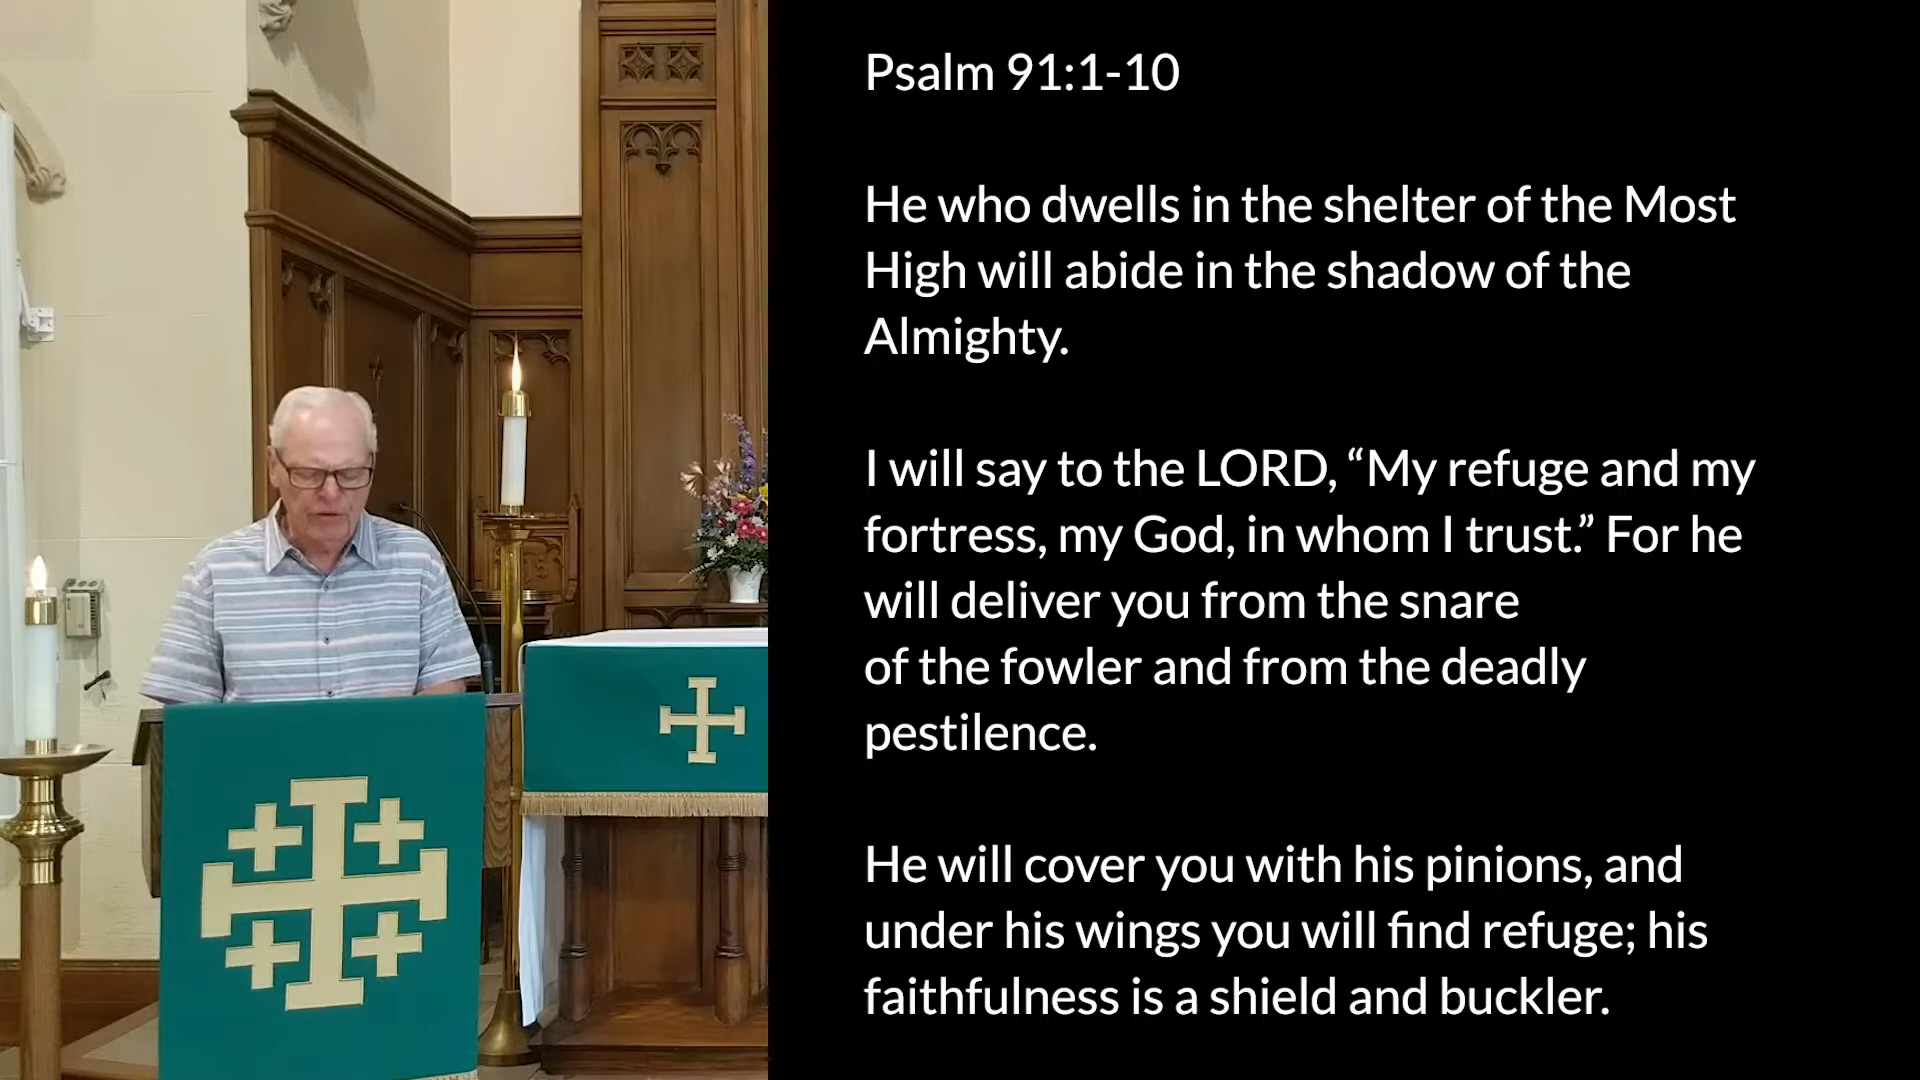 Psalm 91:1-10
He who dwells in the shelter of the Most
High will abide in the shadow of the
Almighty.
I will say to the LORD, “My refuge and my
fortress, my God, in whom I trust.” For he
will deliver you from the snare
of the fowler and from the deadly
pestilence.
He will cover you with his pinions, and
under his wings you will find refuge; his
faithfulness is a shield and buckler.